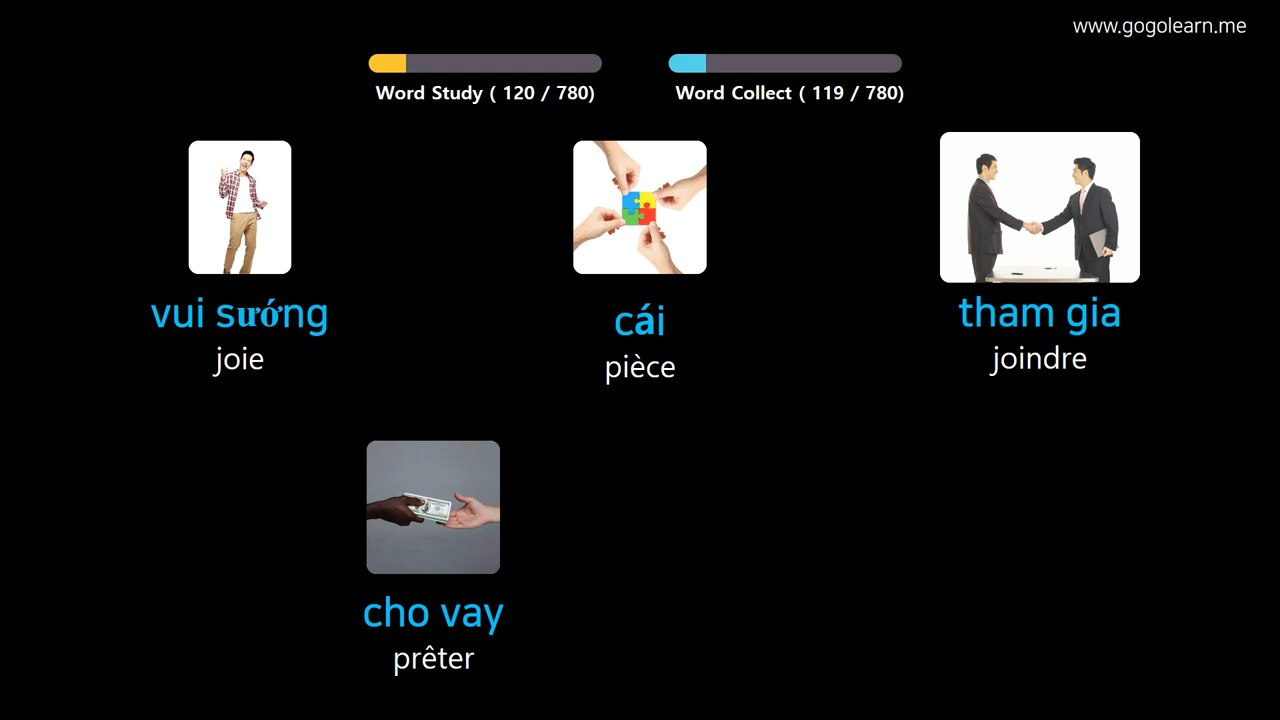 www.gogolearn.me
Word Study ( 120 / 780)
Word Collect ( 119 / 780)
vui sướng
joie
cái
pièce
tham gia
joindre
cho vay
prêter